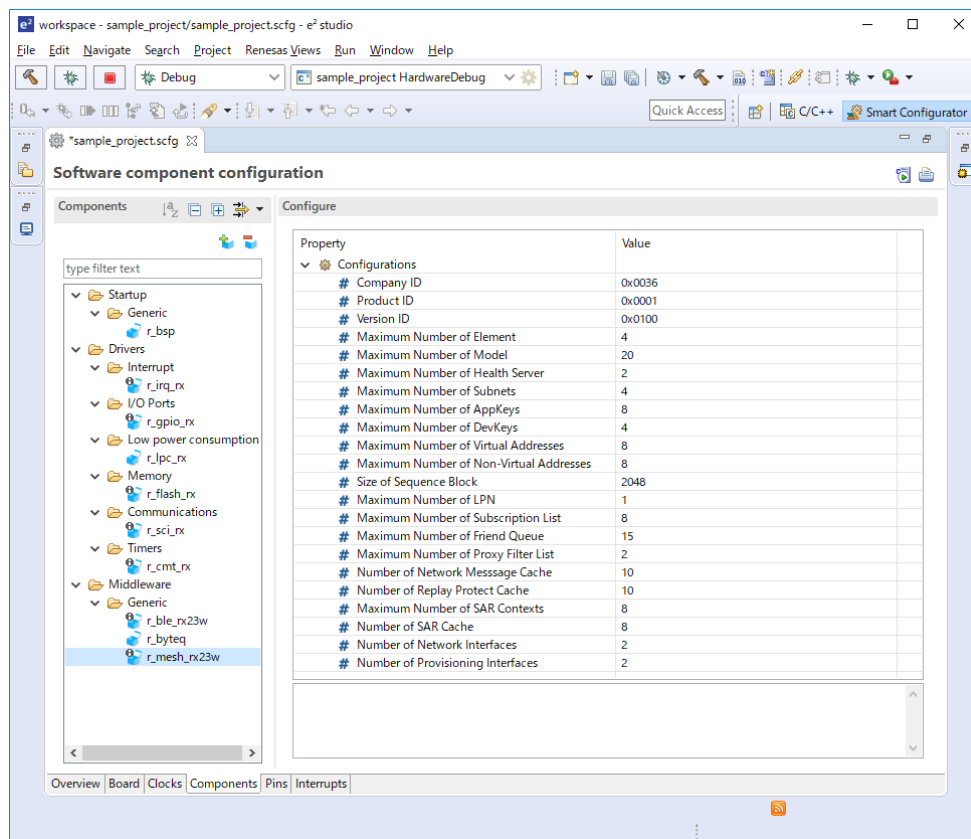 e² workspace - sample_project/sample_project.scfg - e² studio
File Edit Navigate Search Project Renesas Views Run Window Help
Debug sample_project HardwareDebug
Quick Access C/C++ Smart Configurator
*sample_project.scfg
Software component configuration
Components
Configure
type filter text
Startup
Generic
r_bsp
Drivers
Interrupt
r_irq_rx
I/O Ports
r_gpio_rx
Low power consumption
r_lpc_rx
Memory
r_flash_rx
Communications
r_sci_rx
Timers
r_cmt_rx
Middleware
Generic
r_ble_rx23w
r_byteq
r_mesh_rx23w
Property Value
Configurations
# Company ID 0x0036
# Product ID 0x0001
# Version ID 0x0100
# Maximum Number of Element 4
# Maximum Number of Model 20
# Maximum Number of Health Server 2
# Maximum Number of Subnets 4
# Maximum Number of AppKeys 8
# Maximum Number of DevKeys 4
# Maximum Number of Virtual Addresses 8
# Maximum Number of Non-Virtual Addresses 8
# Size of Sequence Block 2048
# Maximum Number of LPN 1
# Maximum Number of Subscription List 8
# Maximum Number of Friend Queue 15
# Maximum Number of Proxy Filter List 2
# Number of Network Messsage Cache 10
# Number of Replay Protect Cache 10
# Maximum Number of SAR Contexts 8
# Number of SAR Cache 8
# Number of Network Interfaces 2
# Number of Provisioning Interfaces 2
Overview Board Clocks Components Pins Interrupts